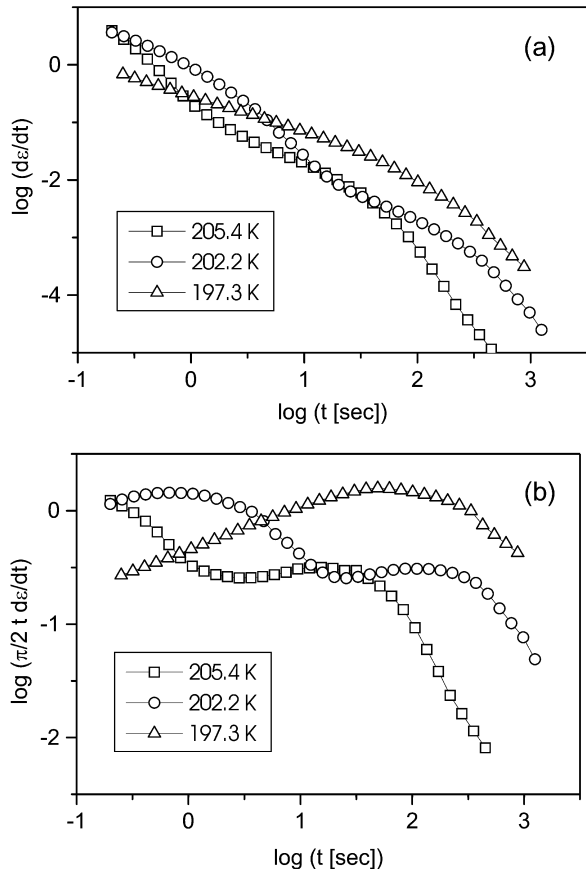 (a)
log (dε/dt)
0
-2
-4
205.4 K
202.2 K
197.3 K
-1
0
1
2
3
log (t [sec])
(b)
log (π/2 t dε/dt)
0
-1
-2
205.4 K
202.2 K
197.3 K
-1
0
1
2
3
log (t [sec])